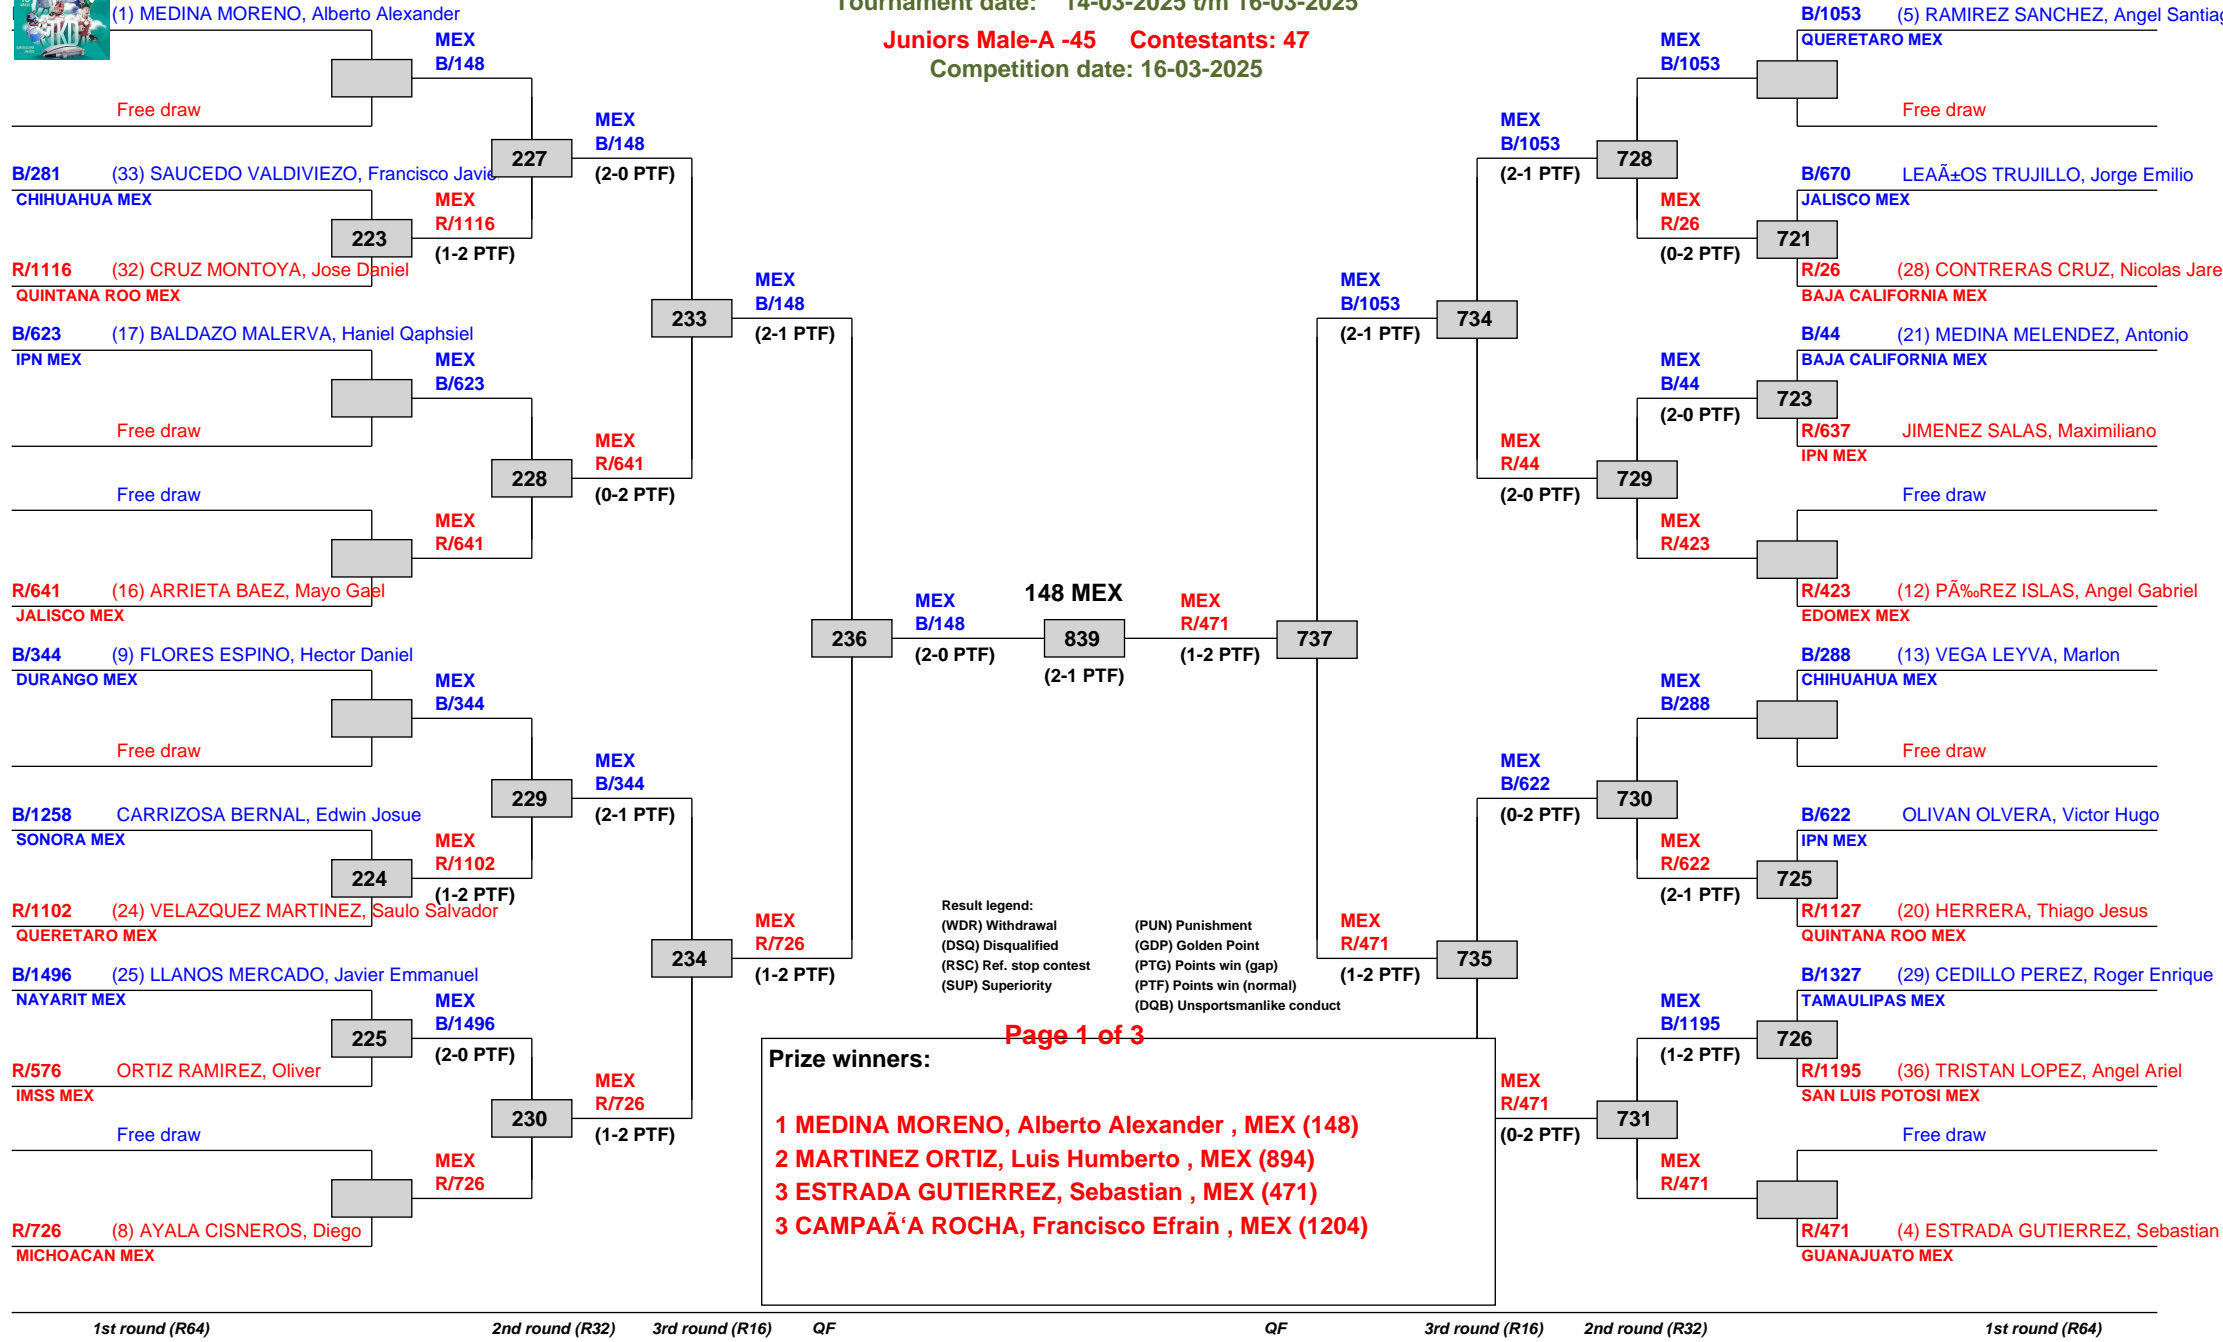 Tournament date: 14-03-2025 t/m 16-03-2025
Juniors Male-A -45 Contestants: 47
Competition date: 16-03-2025
(1) MEDINA MORENO, Alberto Alexander
Free draw
B/281 (33) SAUCEDO VALDIVIEZO, Francisco Javie
CHIHUAHUA MEX
R/1116 (32) CRUZ MONTOYA, Jose Daniel
QUINTANA ROO MEX
B/623 (17) BALDAZO MALERVA, Haniel Qaphsiel
IPN MEX
Free draw
Free draw
R/641 (16) ARRIETA BAEZ, Mayo Gael
JALISCO MEX
B/344 (9) FLORES ESPINO, Hector Daniel
DURANGO MEX
Free draw
B/1258 CARRIZOSA BERNAL, Edwin Josue
SONORA MEX
R/1102 (24) VELAZQUEZ MARTINEZ, Saulo Salvador
QUERETARO MEX
B/1496 (25) LLANOS MERCADO, Javier Emmanuel
NAYARIT MEX
R/576 ORTIZ RAMIREZ, Oliver
IMSS MEX
Free draw
R/726 (8) AYALA CISNEROS, Diego
MICHOACAN MEX
MEX
B/148
223
MEX
R/1116
(1-2 PTF)
MEX
B/623
MEX
R/641
MEX
B/344
224
MEX
R/1102
(1-2 PTF)
225
MEX
B/1496
(2-0 PTF)
MEX
R/726
227
MEX
B/148
(2-0 PTF)
228
MEX
R/641
(0-2 PTF)
229
MEX
B/344
(2-1 PTF)
230
MEX
R/726
(1-2 PTF)
233
MEX
B/148
(2-1 PTF)
234
MEX
R/726
(1-2 PTF)
236
MEX
B/148
(2-0 PTF)
148 MEX
839
(2-1 PTF)
MEX
R/471
(1-2 PTF)
737
MEX
B/1053
(2-1 PTF)
734
MEX
R/471
(1-2 PTF)
735
MEX
B/1053
(2-1 PTF)
728
MEX
R/44
(2-0 PTF)
729
MEX
B/622
(0-2 PTF)
730
MEX
R/471
(0-2 PTF)
731
MEX
B/1053
MEX
R/26
(0-2 PTF)
721
MEX
B/44
(2-0 PTF)
723
MEX
R/423
MEX
B/288
MEX
R/622
(2-1 PTF)
725
MEX
B/1195
(1-2 PTF)
726
MEX
R/471
B/1053 (5) RAMIREZ SANCHEZ, Angel Santiag
QUERETARO MEX
Free draw
B/670 LEAÃ±OS TRUJILLO, Jorge Emilio
JALISCO MEX
R/26 (28) CONTRERAS CRUZ, Nicolas Jare
BAJA CALIFORNIA MEX
B/44 (21) MEDINA MELENDEZ, Antonio
BAJA CALIFORNIA MEX
R/637 JIMENEZ SALAS, Maximiliano
IPN MEX
Free draw
R/423 (12) PÃ‰REZ ISLAS, Angel Gabriel
EDOMEX MEX
B/288 (13) VEGA LEYVA, Marlon
CHIHUAHUA MEX
Free draw
B/622 OLIVAN OLVERA, Victor Hugo
IPN MEX
R/1127 (20) HERRERA, Thiago Jesus
QUINTANA ROO MEX
B/1327 (29) CEDILLO PEREZ, Roger Enrique
TAMAULIPAS MEX
R/1195 (36) TRISTAN LOPEZ, Angel Ariel
SAN LUIS POTOSI MEX
Free draw
R/471 (4) ESTRADA GUTIERREZ, Sebastian
GUANAJUATO MEX
Result legend:
(WDR) Withdrawal (PUN) Punishment
(DSQ) Disqualified (GDP) Golden Point
(RSC) Ref. stop contest (PTG) Points win (gap)
(SUP) Superiority (PTF) Points win (normal)
(DQB) Unsportsmanlike conduct
Page 1 of 3
Prize winners:
1 MEDINA MORENO, Alberto Alexander , MEX (148)
2 MARTINEZ ORTIZ, Luis Humberto , MEX (894)
3 ESTRADA GUTIERREZ, Sebastian , MEX (471)
3 CAMPAÃ‘A ROCHA, Francisco Efrain , MEX (1204)
1st round (R64) 2nd round (R32) 3rd round (R16) QF QF 3rd round (R16) 2nd round (R32) 1st round (R64)